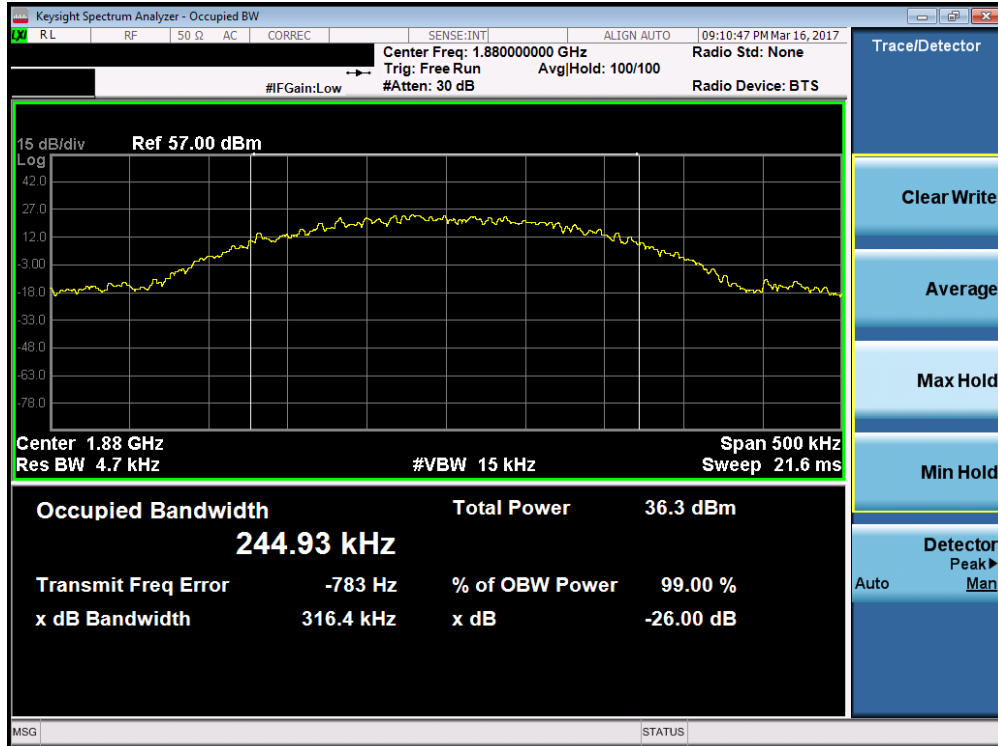 Keysight Spectrum Analyzer - Occupied BW
LXI RL RF 50 Ω AC CORREC SENSE:INT ALIGN AUTO 09:10:47 PM Mar 16, 2017
Center Freq: 1.880000000 GHz Radio Std: None
Trig: Free Run Avg|Hold: 100/100
#IFGain:Low #Atten: 30 dB Radio Device: BTS
15 dB/div Ref 57.00 dBm
Log
42.0
27.0
12.0
-3.00
-18.0
-33.0
-48.0
-63.0
-78.0
Center 1.88 GHz Span 500 kHz
Res BW 4.7 kHz #VBW 15 kHz Sweep 21.6 ms
Occupied Bandwidth Total Power 36.3 dBm
244.93 kHz
Transmit Freq Error -783 Hz % of OBW Power 99.00 %
x dB Bandwidth 316.4 kHz x dB -26.00 dB
MSG STATUS
Trace/Detector
Clear Write
Average
Max Hold
Min Hold
Detector
Peak▶
Auto Man